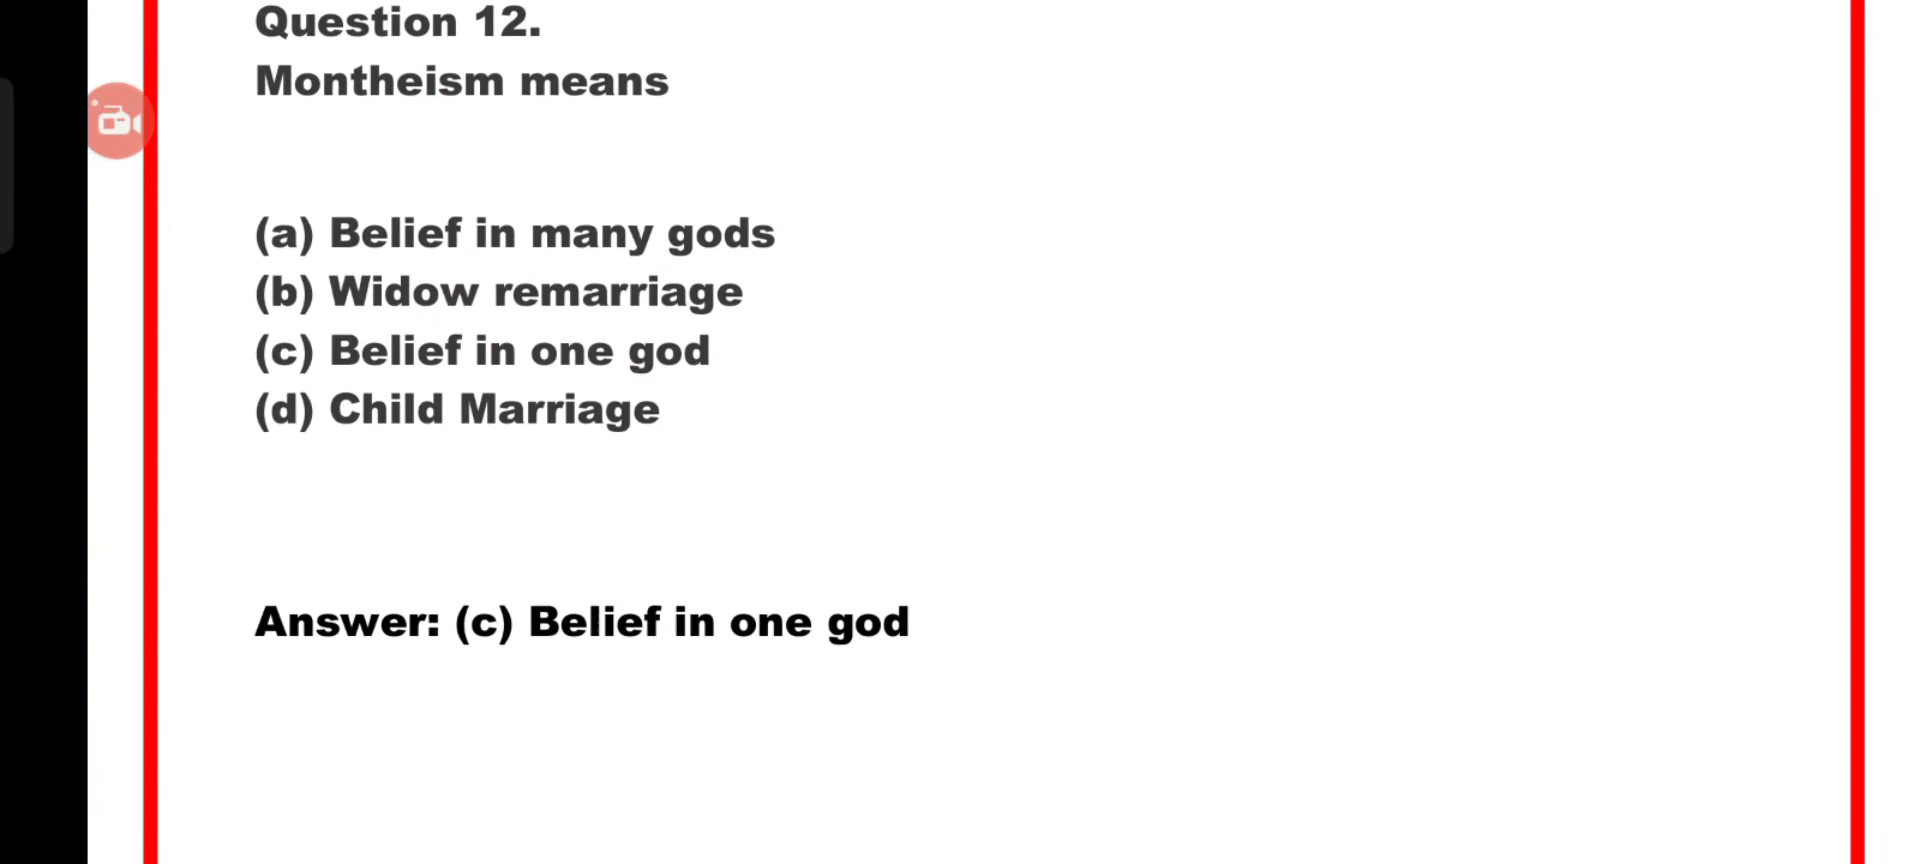 Question 12.
Montheism means
(a) Belief in many gods
(b) Widow remarriage
(c) Belief in one god
(d) Child Marriage
Answer: (c) Belief in one god